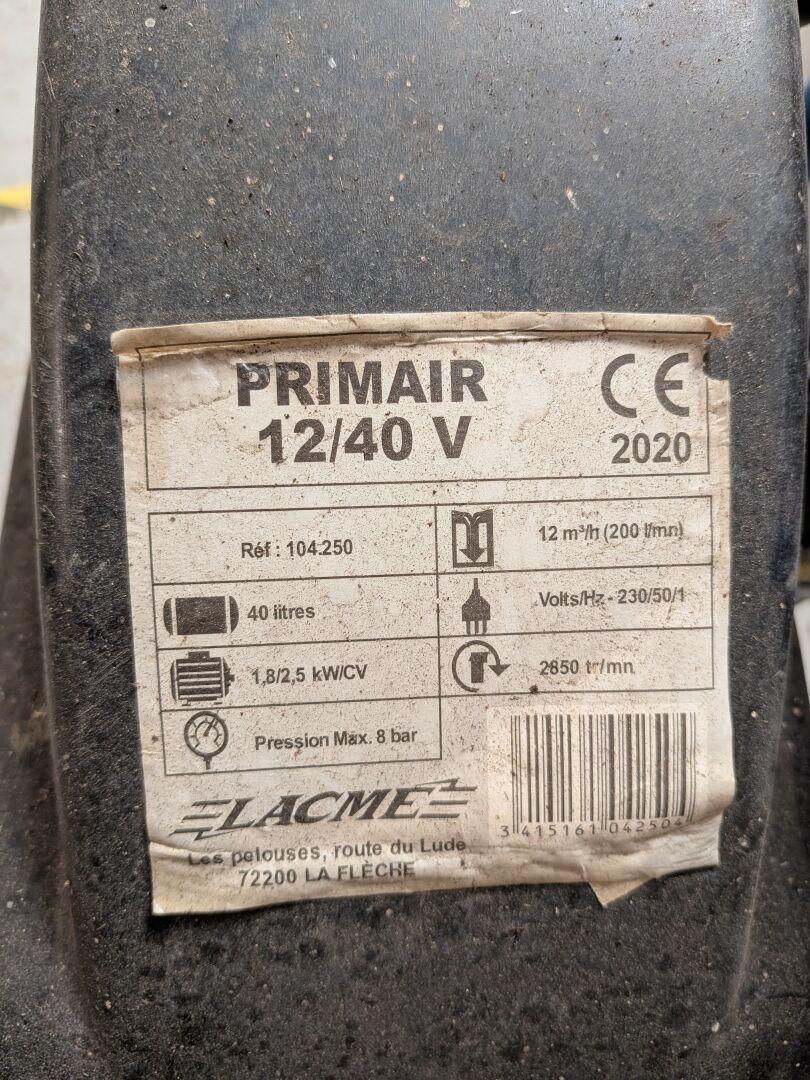 PRIMAIR
12/40 V
CE
2020
Réf : 104.250
12 m³/h (200 l/mn)
40 litres
Volts/Hz - 230/50/1
1,8/2,5 kW/CV
2850 tr/mn
Pression Max. 8 bar
LACME
Les pelouses, route du Lude
72200 LA FLÈCHE
3 415161 042504